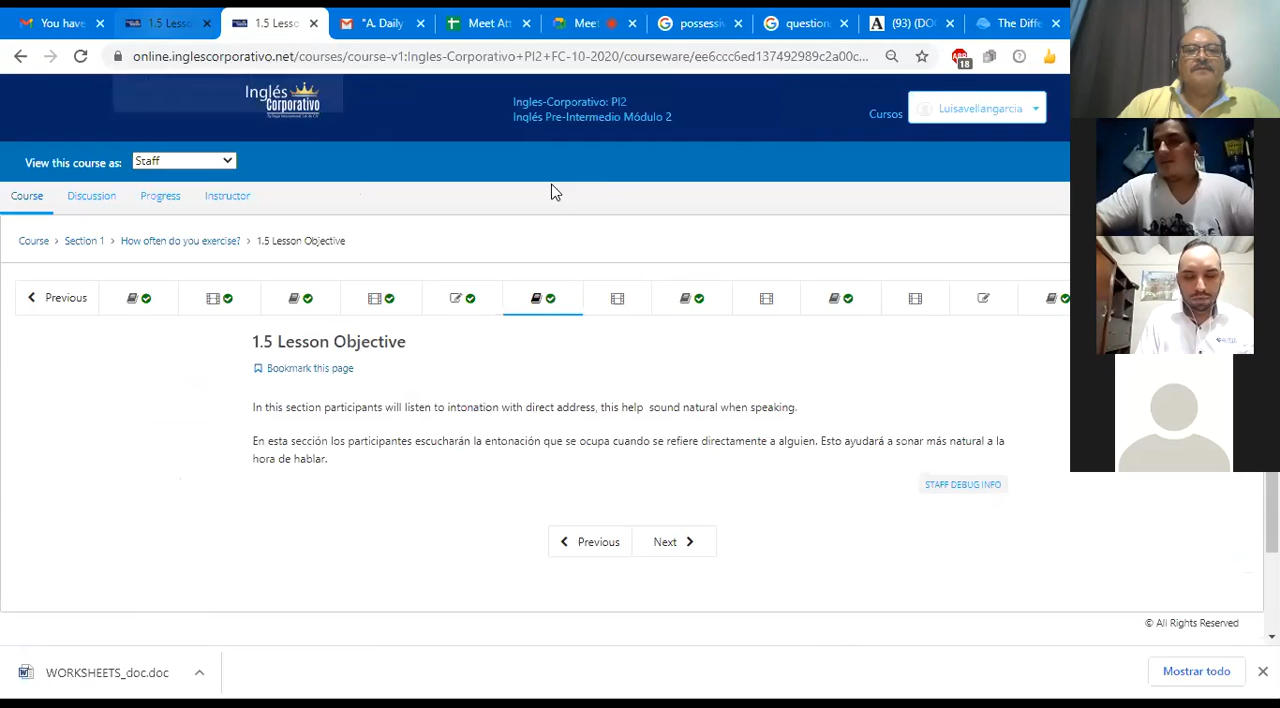 You have
1.5 Lesso
1.5 Lesso
"A. Daily
Meet Att
Meet
possessiv
question
(93) (DO
The Diffe
online.inglescorporativo.net/courses/course-v1:Ingles-Corporativo+PI2+FC-10-2020/courseware/ee6ccc6ed137492989c2a00c...
18
Inglés
Corporativo
Ingles-Corporativo: PI2
Inglés Pre-Intermedio Módulo 2
Cursos
Luisavellangarcia
View this course as:
Staff
Course
Discussion
Progress
Instructor
Course > Section 1 > How often do you exercise? > 1.5 Lesson Objective
Previous
1.5 Lesson Objective
Bookmark this page
In this section participants will listen to intonation with direct address, this help sound natural when speaking.
En esta sección los participantes escucharán la entonación que se ocupa cuando se refiere directamente a alguien. Esto ayudará a sonar más natural a la
hora de hablar.
STAFF DEBUG INFO
Previous
Next
© All Rights Reserved
WORKSHEETS_doc.doc
Mostrar todo